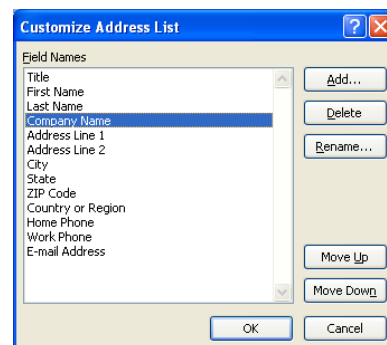 Customize Address List
Field Names
Title
First Name
Last Name
Company Name
Address Line 1
Address Line 2
City
State
ZIP Code
Country or Region
Home Phone
Work Phone
E-mail Address
Add...
Delete
Rename...
Move Up
Move Down
OK
Cancel